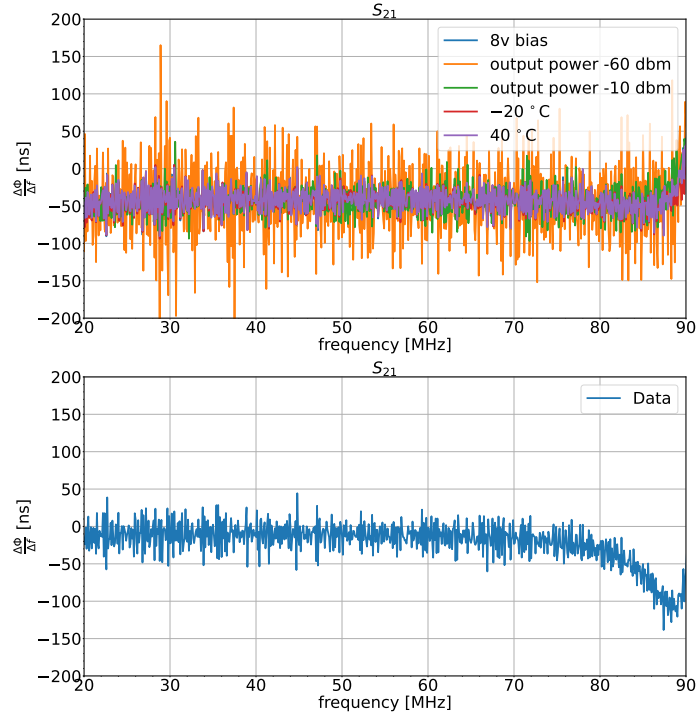 S₂₁
ΔΦ/Δf [ns]
200
150
100
50
0
−50
−100
−150
−200
8v bias
output power -60 dbm
output power -10 dbm
−20 °C
40 °C
20 30 40 50 60 70 80 90
frequency [MHz]
S₂₁
ΔΦ/Δf [ns]
200
150
100
50
0
−50
−100
−150
−200
Data
20 30 40 50 60 70 80 90
frequency [MHz]